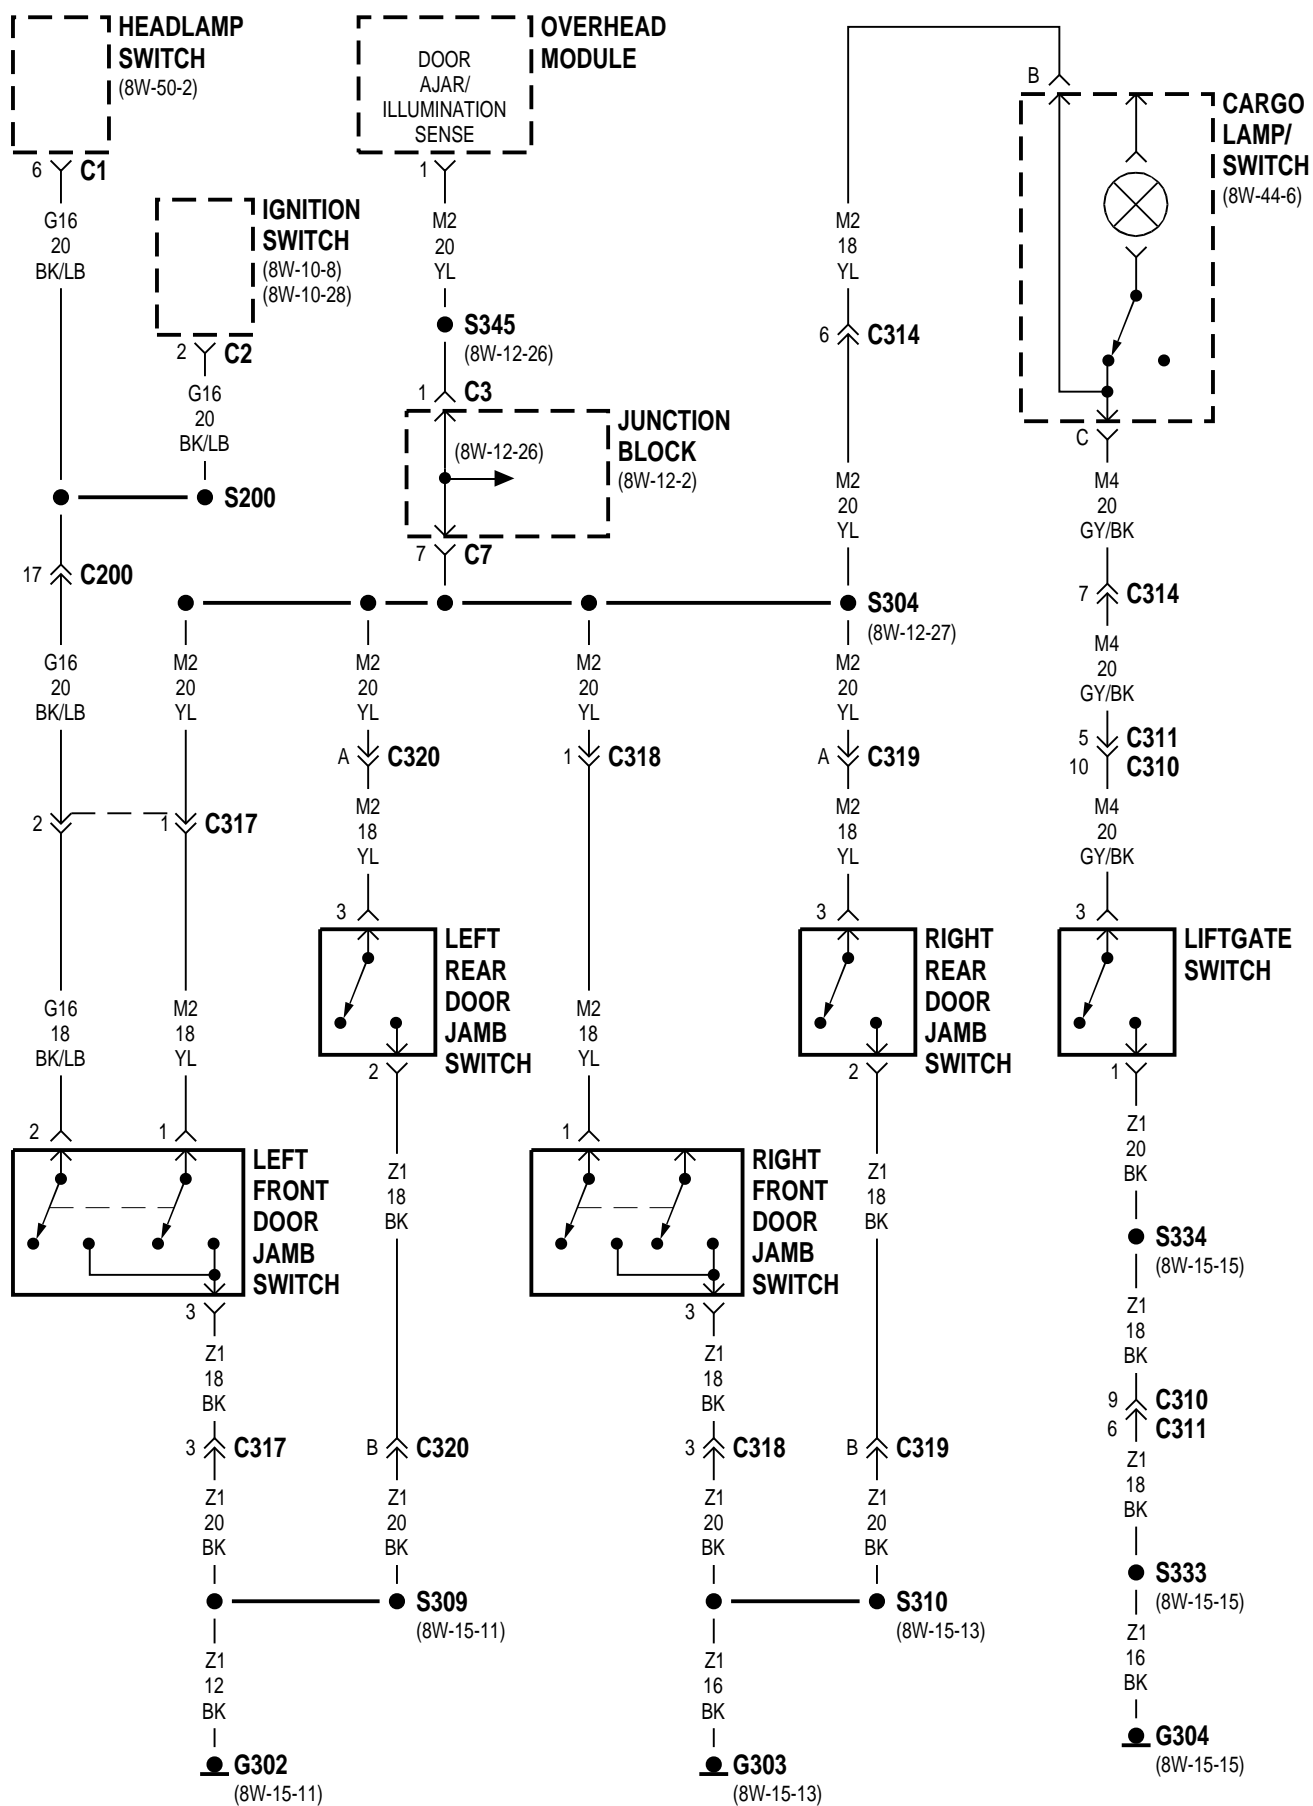 HEADLAMP
SWITCH
(8W-50-2)
6
C1
G16
20
BK/LB
IGNITION
SWITCH
(8W-10-8)
(8W-10-28)
2
C2
G16
20
BK/LB
S200
17
C200
G16
20
BK/LB
OVERHEAD
MODULE
DOOR
AJAR/
ILLUMINATION
SENSE
1
M2
20
YL
S345
(8W-12-26)
1
C3
JUNCTION
BLOCK
(8W-12-2)
(8W-12-26)
7
C7
B
CARGO
LAMP/
SWITCH
(8W-44-6)
M2
18
YL
6
C314
M2
20
YL
S304
(8W-12-27)
C
M4
20
GY/BK
7
C314
M4
20
GY/BK
5
C311
10
C310
M4
20
GY/BK
M2
20
YL
M2
20
YL
M2
20
YL
M2
20
YL
A
C320
1
C318
A
C319
2
1
C317
M2
18
YL
M2
18
YL
3
LEFT
REAR
DOOR
JAMB
SWITCH
2
3
RIGHT
REAR
DOOR
JAMB
SWITCH
2
3
LIFTGATE
SWITCH
1
G16
18
BK/LB
M2
18
YL
M2
18
YL
2
1
LEFT
FRONT
DOOR
JAMB
SWITCH
3
1
RIGHT
FRONT
DOOR
JAMB
SWITCH
3
Z1
18
BK
Z1
18
BK
Z1
20
BK
S334
(8W-15-15)
Z1
18
BK
9
C310
6
C311
Z1
18
BK
S333
(8W-15-15)
Z1
16
BK
G304
(8W-15-15)
Z1
18
BK
3
C317
B
C320
Z1
18
BK
3
C318
B
C319
Z1
20
BK
Z1
20
BK
Z1
20
BK
Z1
20
BK
S309
(8W-15-11)
S310
(8W-15-13)
Z1
12
BK
G302
(8W-15-11)
Z1
16
BK
G303
(8W-15-13)